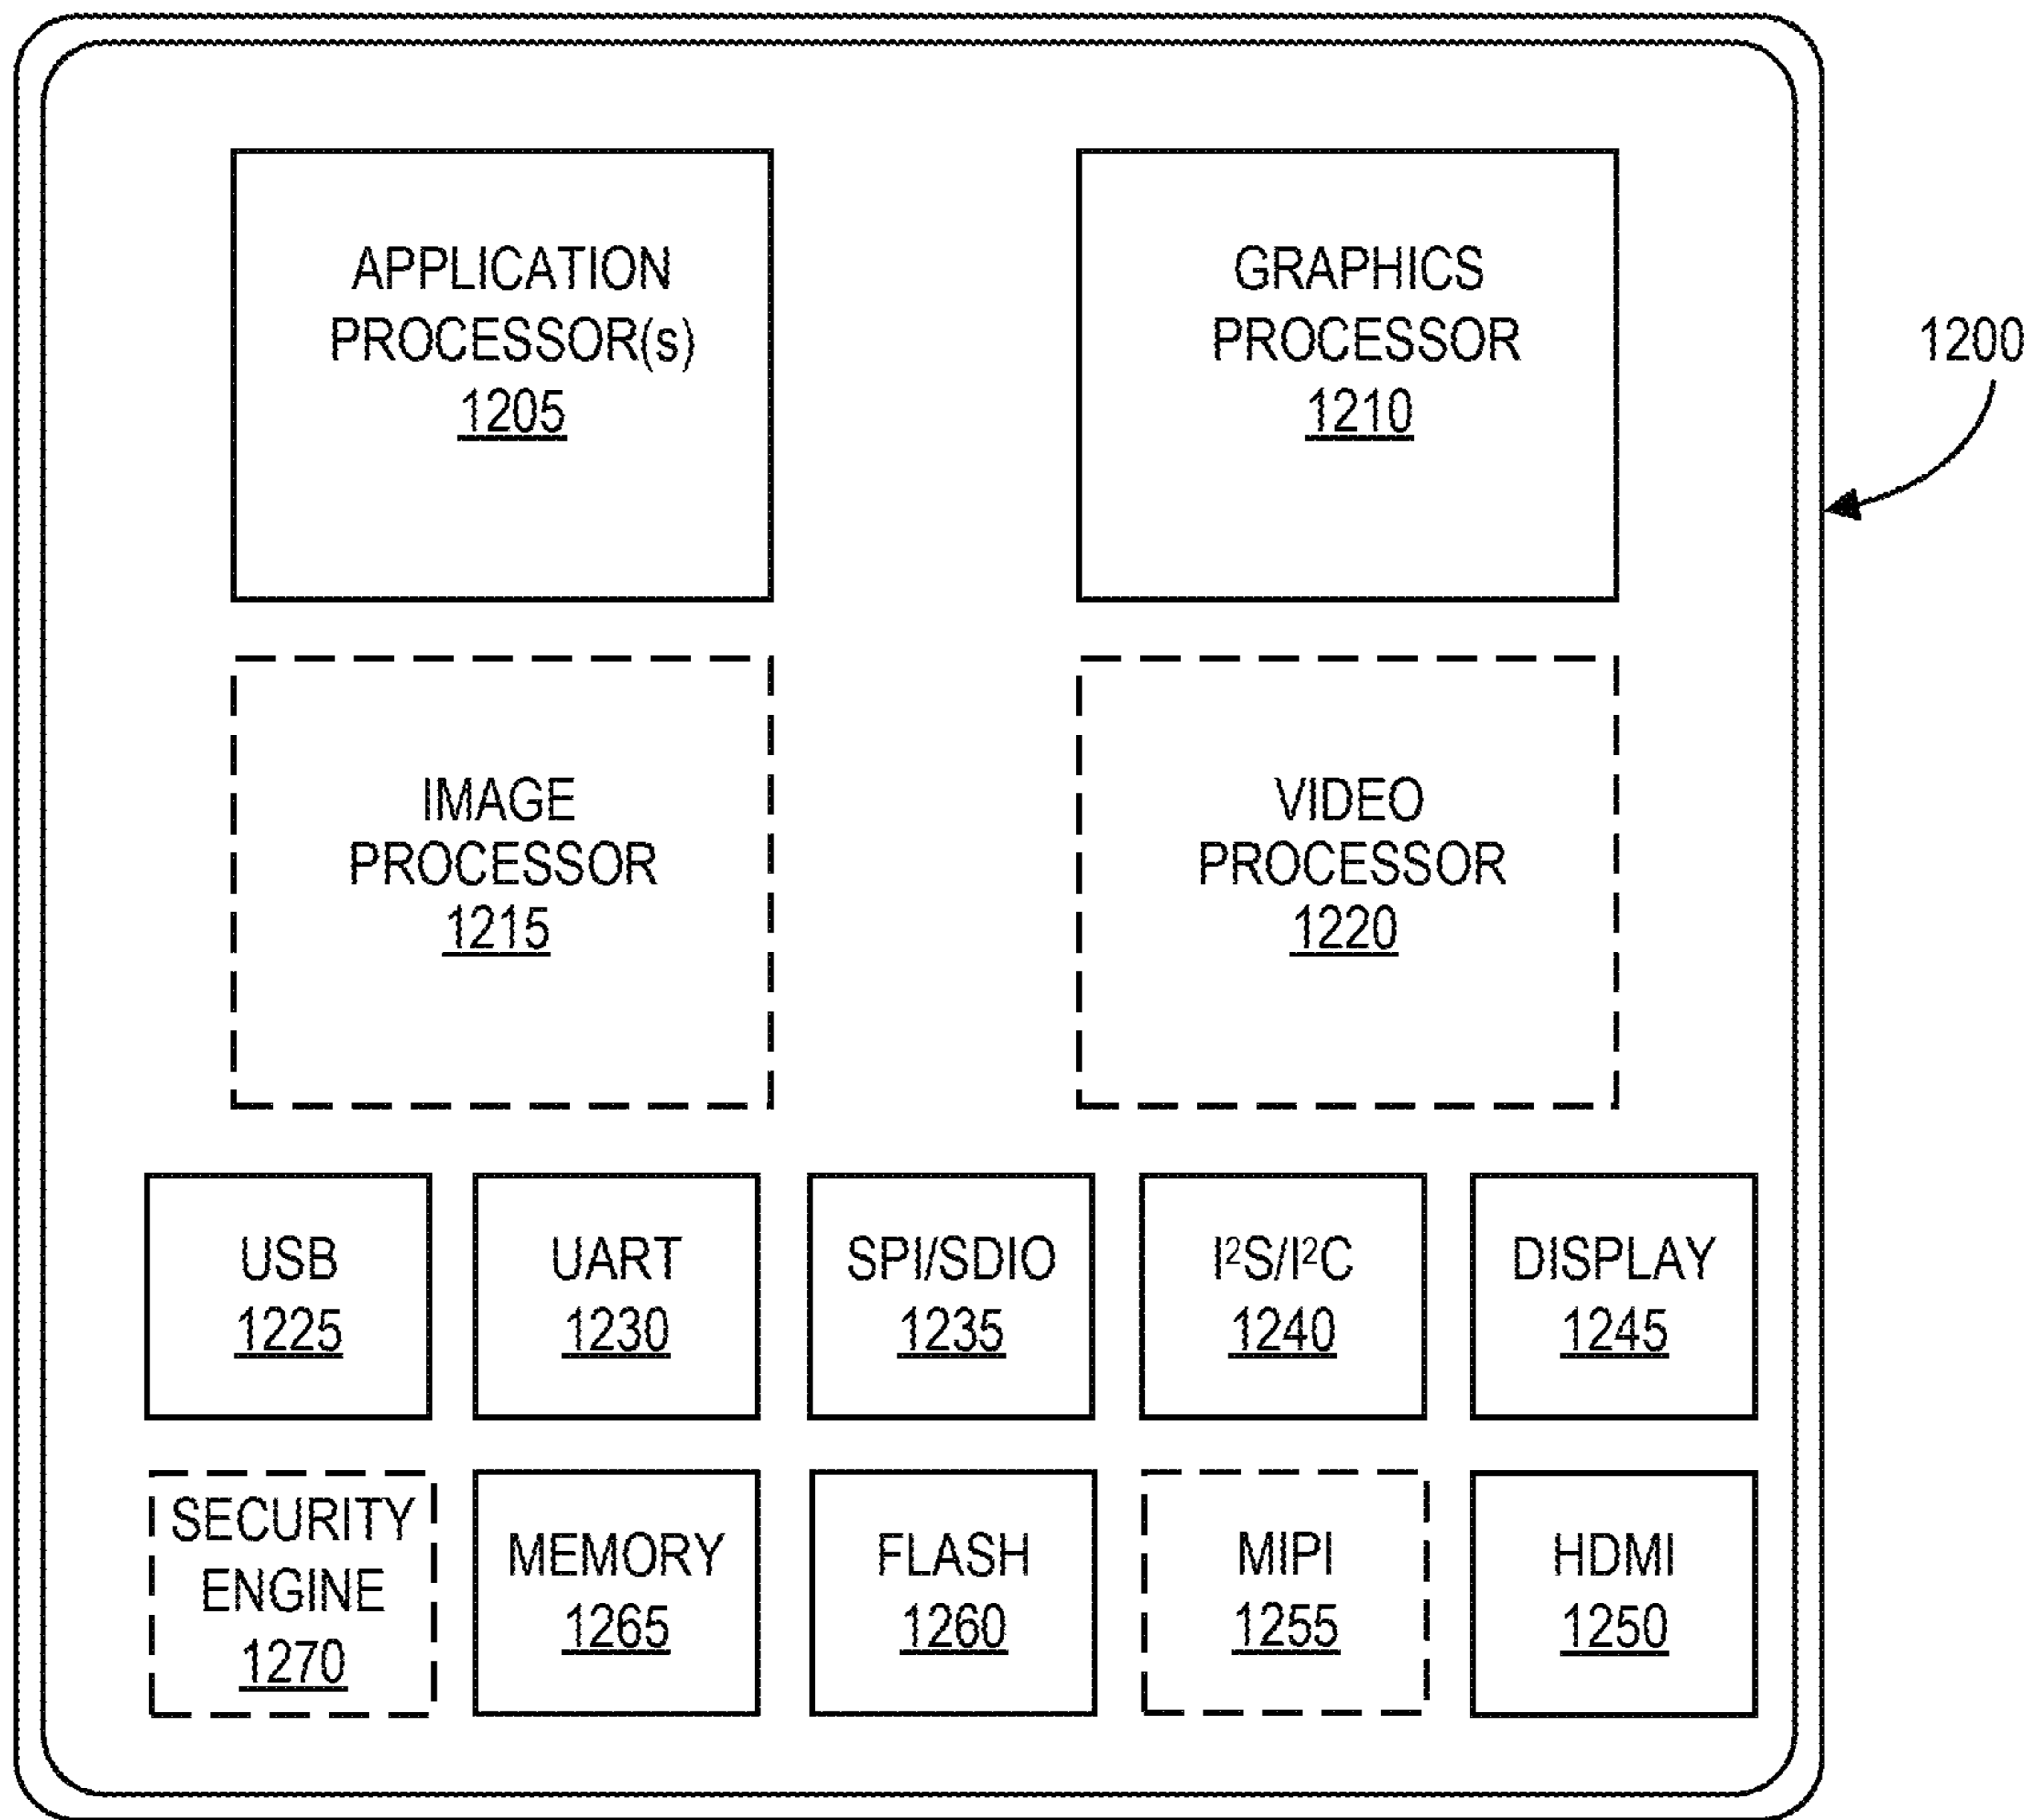 APPLICATION
PROCESSOR(s)
1205
GRAPHICS
PROCESSOR
1210
1200
IMAGE
PROCESSOR
1215
VIDEO
PROCESSOR
1220
USB
1225
UART
1230
SPI/SDIO
1235
I²S/I²C
1240
DISPLAY
1245
SECURITY
ENGINE
1270
MEMORY
1265
FLASH
1260
MIPI
1255
HDMI
1250